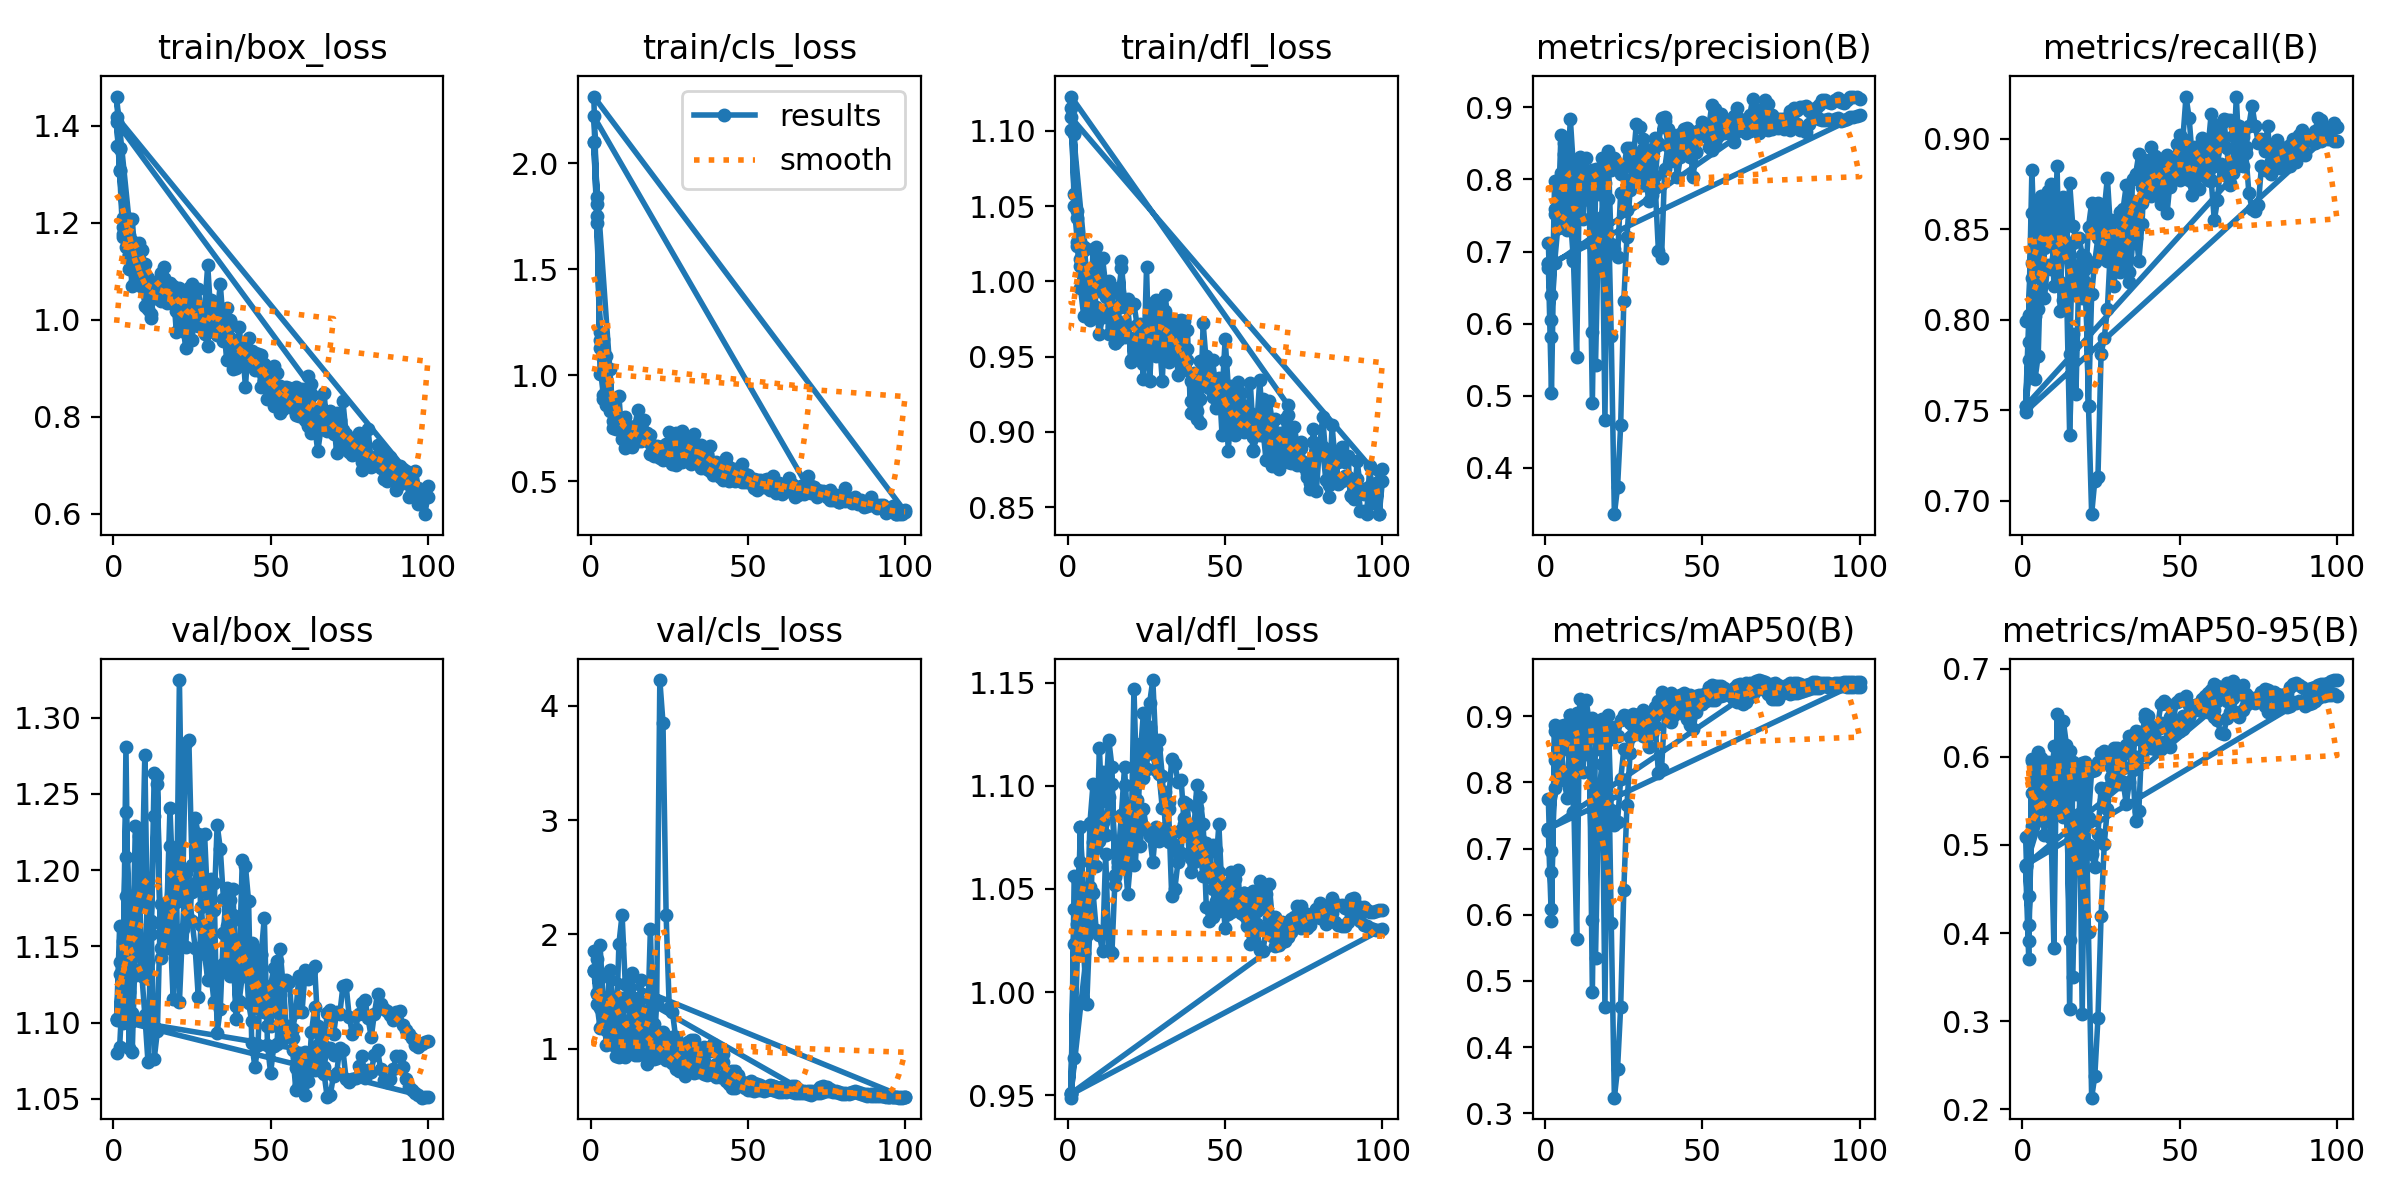 train/box_loss
1.4
1.2
1.0
0.8
0.6
0 50 100
train/cls_loss
results
smooth
2.0
1.5
1.0
0.5
0 50 100
train/dfl_loss
1.10
1.05
1.00
0.95
0.90
0.85
0 50 100
metrics/precision(B)
0.9
0.8
0.7
0.6
0.5
0.4
0 50 100
metrics/recall(B)
0.90
0.85
0.80
0.75
0.70
0 50 100
val/box_loss
1.30
1.25
1.20
1.15
1.10
1.05
0 50 100
val/cls_loss
4
3
2
1
0 50 100
val/dfl_loss
1.15
1.10
1.05
1.00
0.95
0 50 100
metrics/mAP50(B)
0.9
0.8
0.7
0.6
0.5
0.4
0.3
0 50 100
metrics/mAP50-95(B)
0.7
0.6
0.5
0.4
0.3
0.2
0 50 100